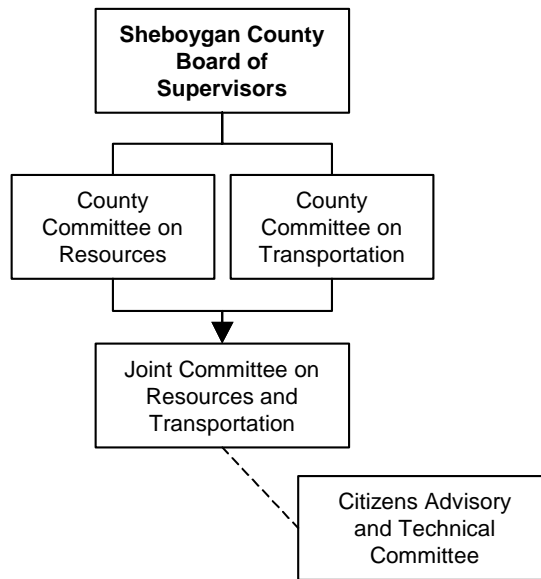 Sheboygan County
Board of
Supervisors
County
Committee on
Resources
County
Committee on
Transportation
Joint Committee on
Resources and
Transportation
Citizens Advisory
and Technical
Committee